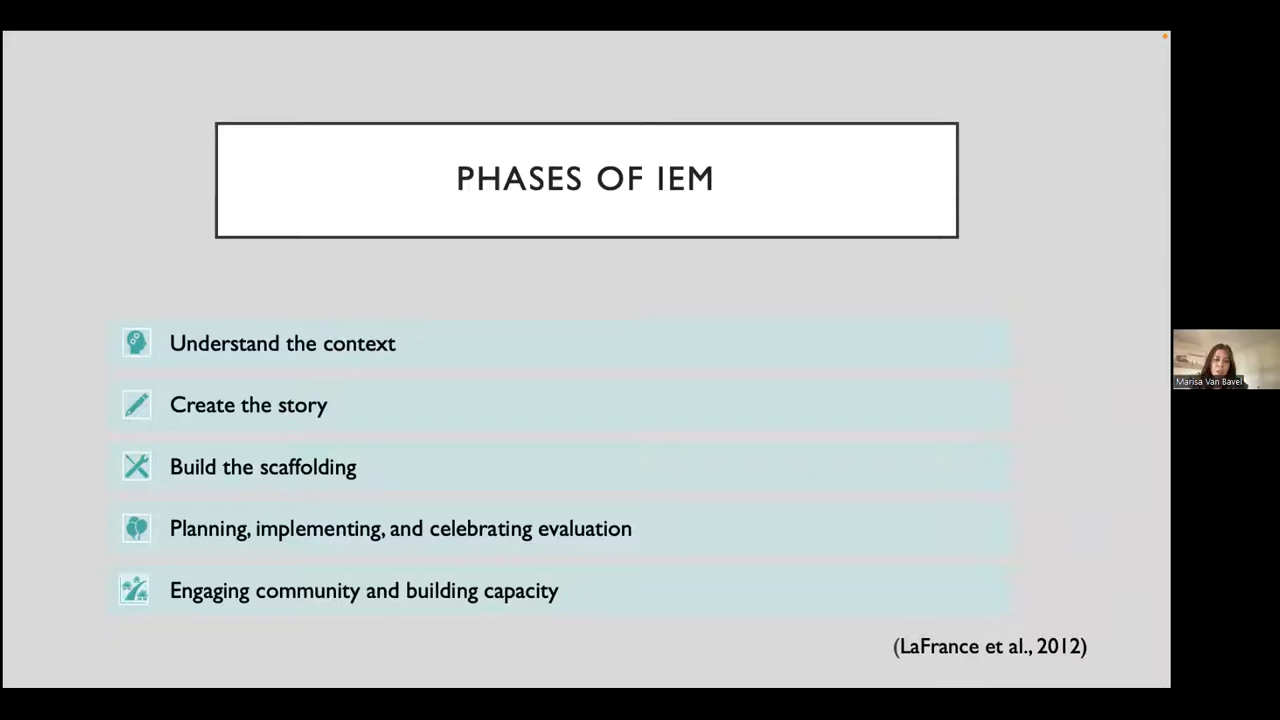 PHASES OF IEM
Understand the context
Create the story
Build the scaffolding
Planning, implementing, and celebrating evaluation
Engaging community and building capacity
(LaFrance et al., 2012)
Marisa Van Bavel